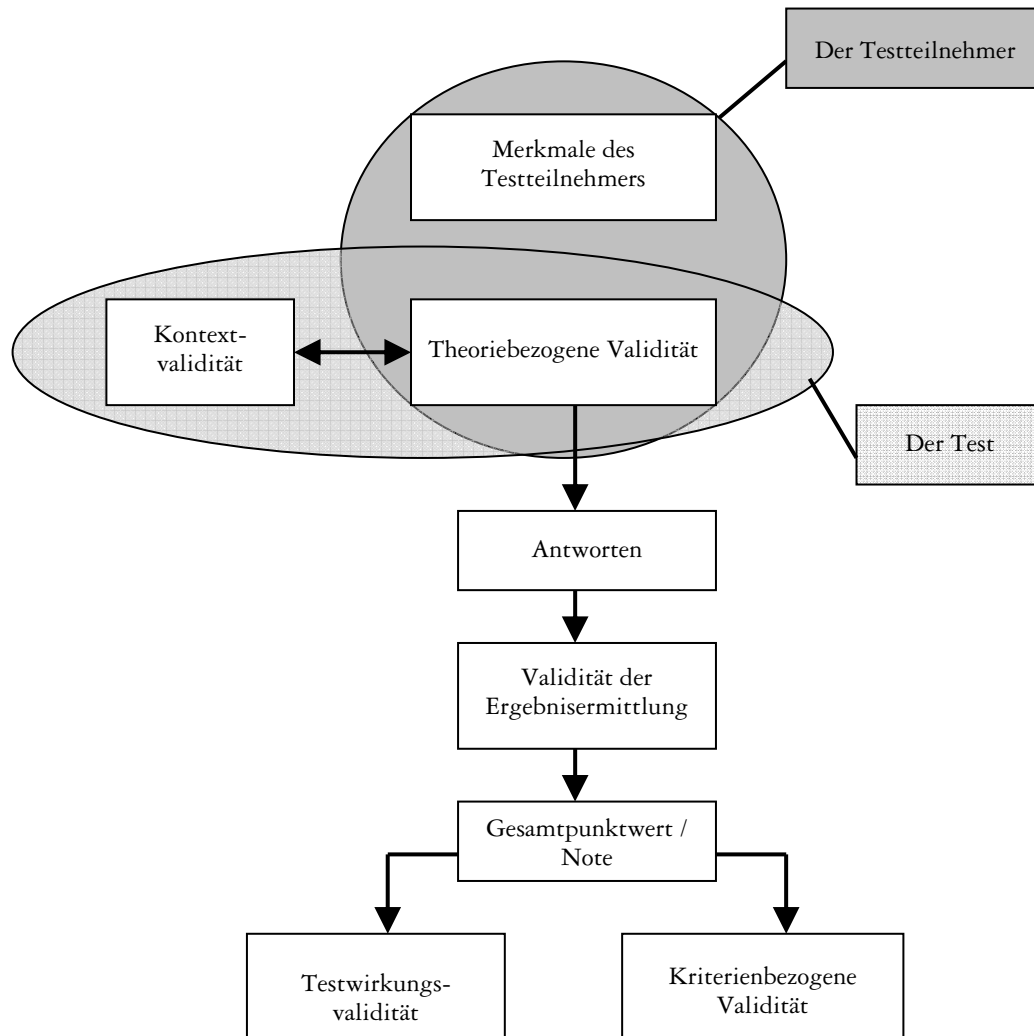 Der Testteilnehmer
Merkmale des
Testteilnehmers
Kontext-
validität
Theoriebezogene Validität
Der Test
Antworten
Validität der
Ergebnisermittlung
Gesamtpunktwert /
Note
Testwirkungs-
validität
Kriterienbezogene
Validität